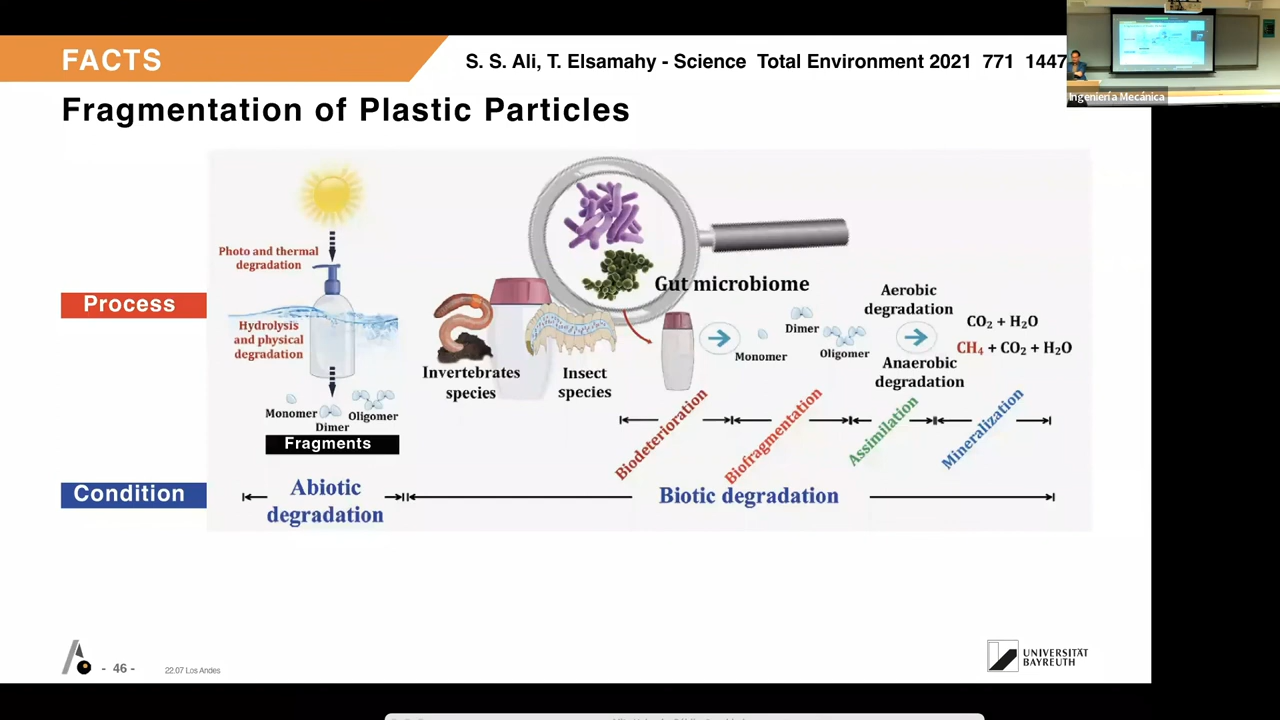 FACTS
S. S. Ali, T. Elsamahy - Science Total Environment 2021 771 1447
Ingeniería Mecánica
Fragmentation of Plastic Particles
Photo and thermal
degradation
Process
Hydrolysis
and physical
degradation
Monomer
Dimer
Oligomer
Fragments
Invertebrates
species
Insect
species
Gut microbiome
Monomer
Dimer
Oligomer
Aerobic
degradation
Anaerobic
degradation
CO₂ + H₂O
CH₄ + CO₂ + H₂O
Biodeterioration
Biofragmentation
Assimilation
Mineralization
Condition
Abiotic
degradation
Biotic degradation
- 46 -
22.07 Los Andes
UNIVERSITÄT
BAYREUTH